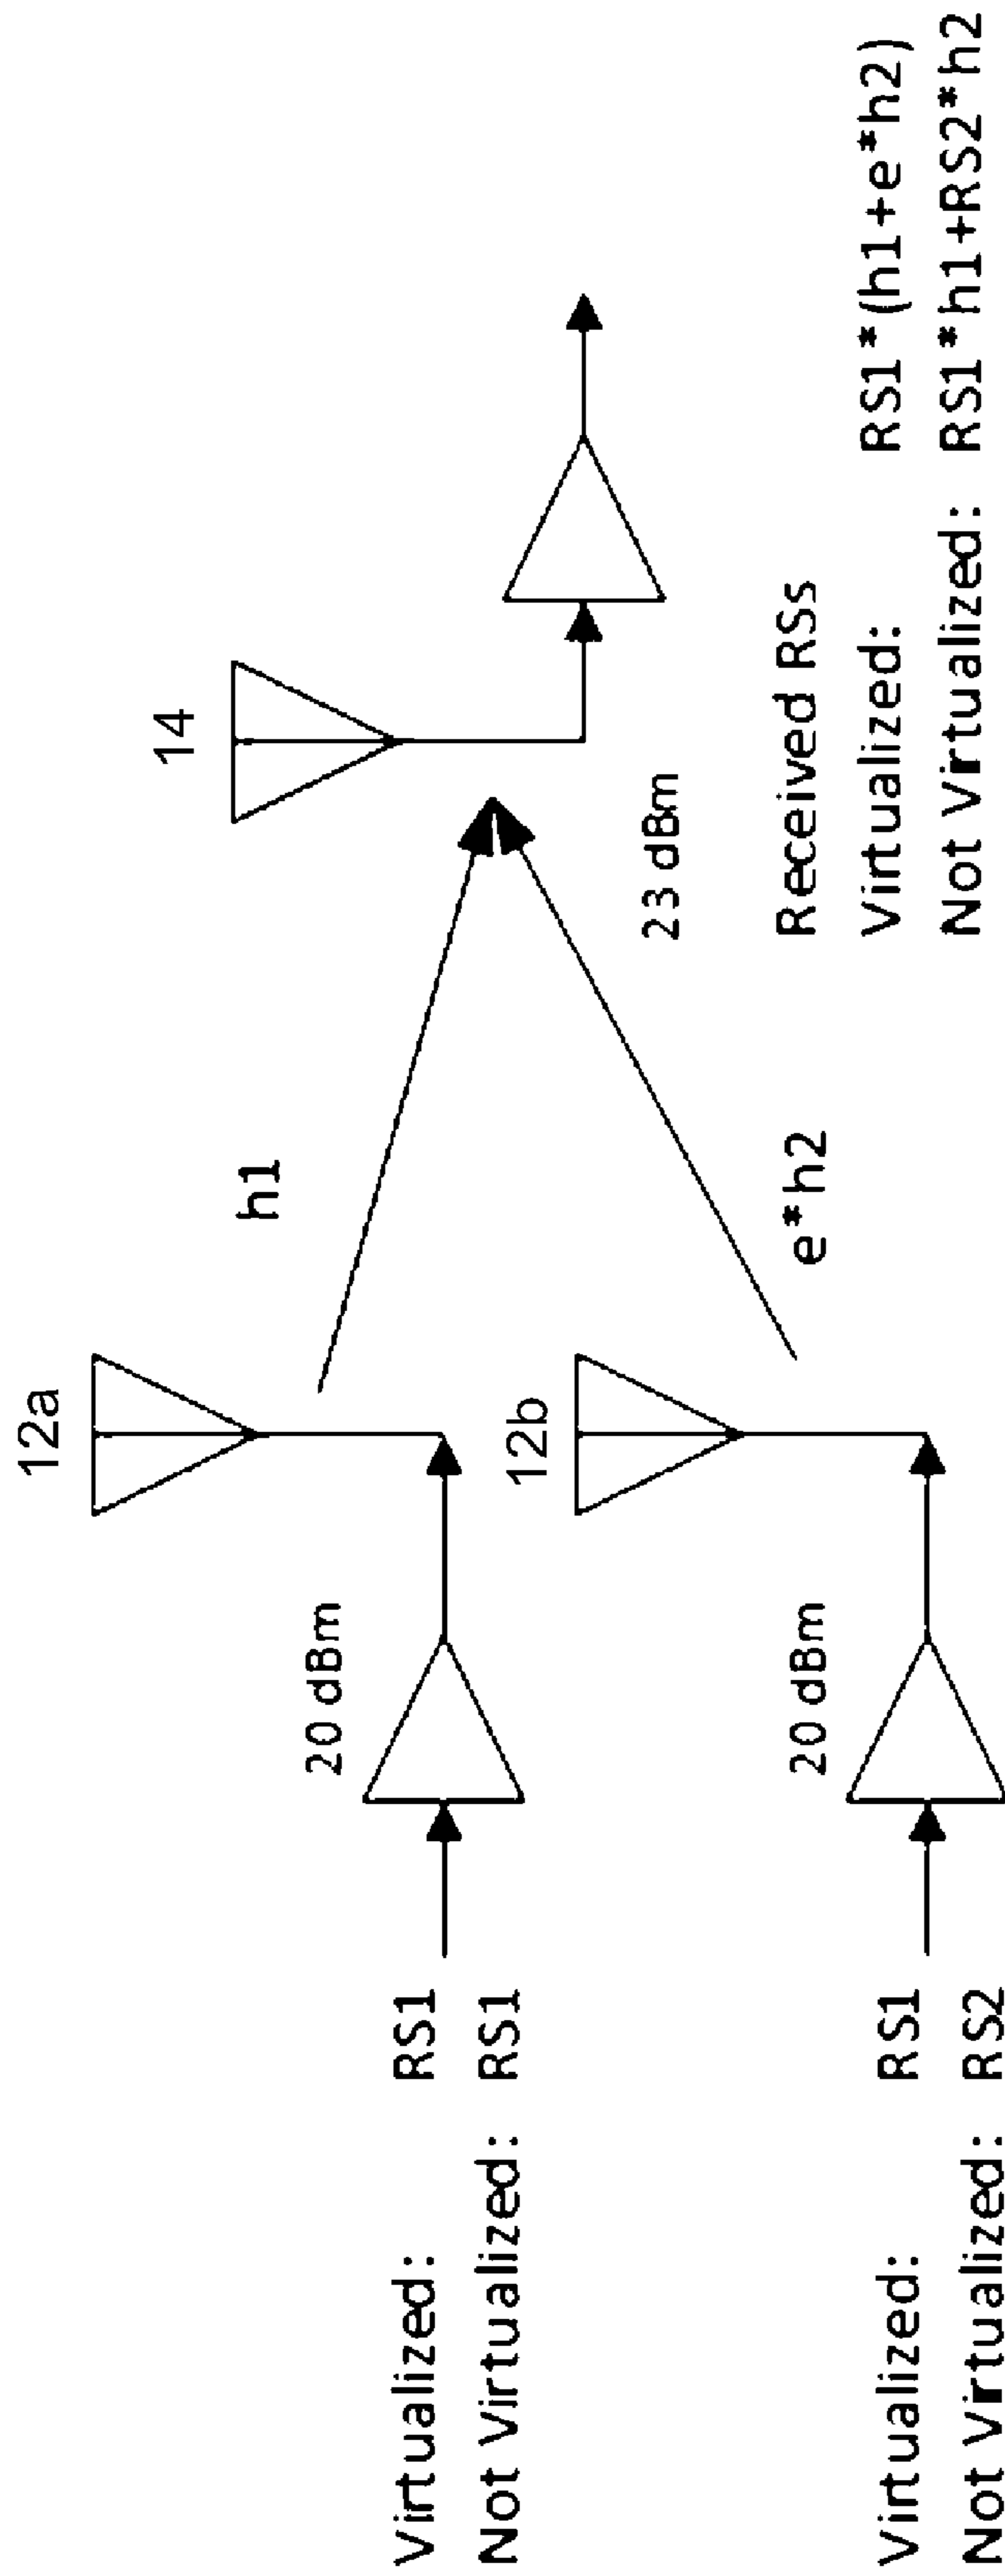 12a
14
h1
20 dBm
Virtualized: RS1
Not Virtualized: RS1
12b
e*h2
23 dBm
20 dBm
Virtualized: RS1
Not Virtualized: RS2
Received RSs
Virtualized: RS1*(h1+e*h2)
Not Virtualized: RS1*h1+RS2*h2